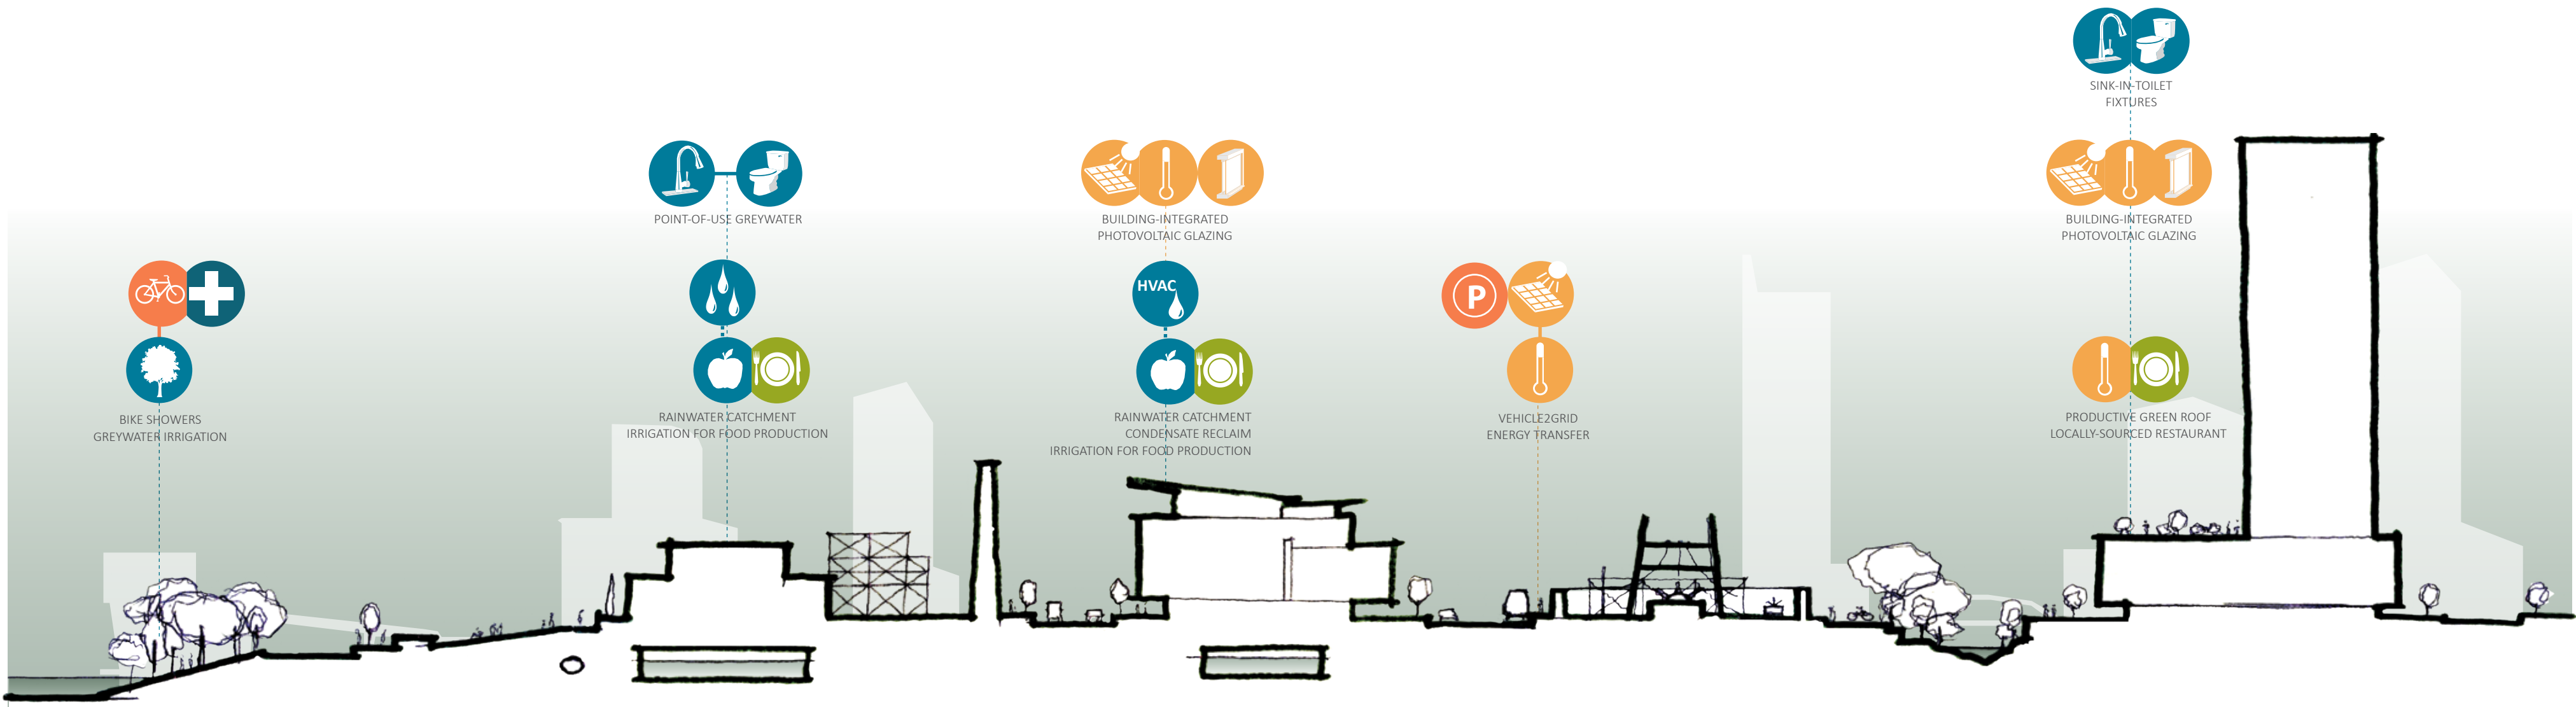 SINK-IN-TOILET
FIXTURES
POINT-OF-USE GREYWATER
BUILDING-INTEGRATED
PHOTOVOLTAIC GLAZING
BUILDING-INTEGRATED
PHOTOVOLTAIC GLAZING
HVAC
P
BIKE SHOWERS
GREYWATER IRRIGATION
RAINWATER CATCHMENT
IRRIGATION FOR FOOD PRODUCTION
RAINWATER CATCHMENT
CONDENSATE RECLAIM
IRRIGATION FOR FOOD PRODUCTION
VEHICLE2GRID
ENERGY TRANSFER
PRODUCTIVE GREEN ROOF
LOCALLY-SOURCED RESTAURANT